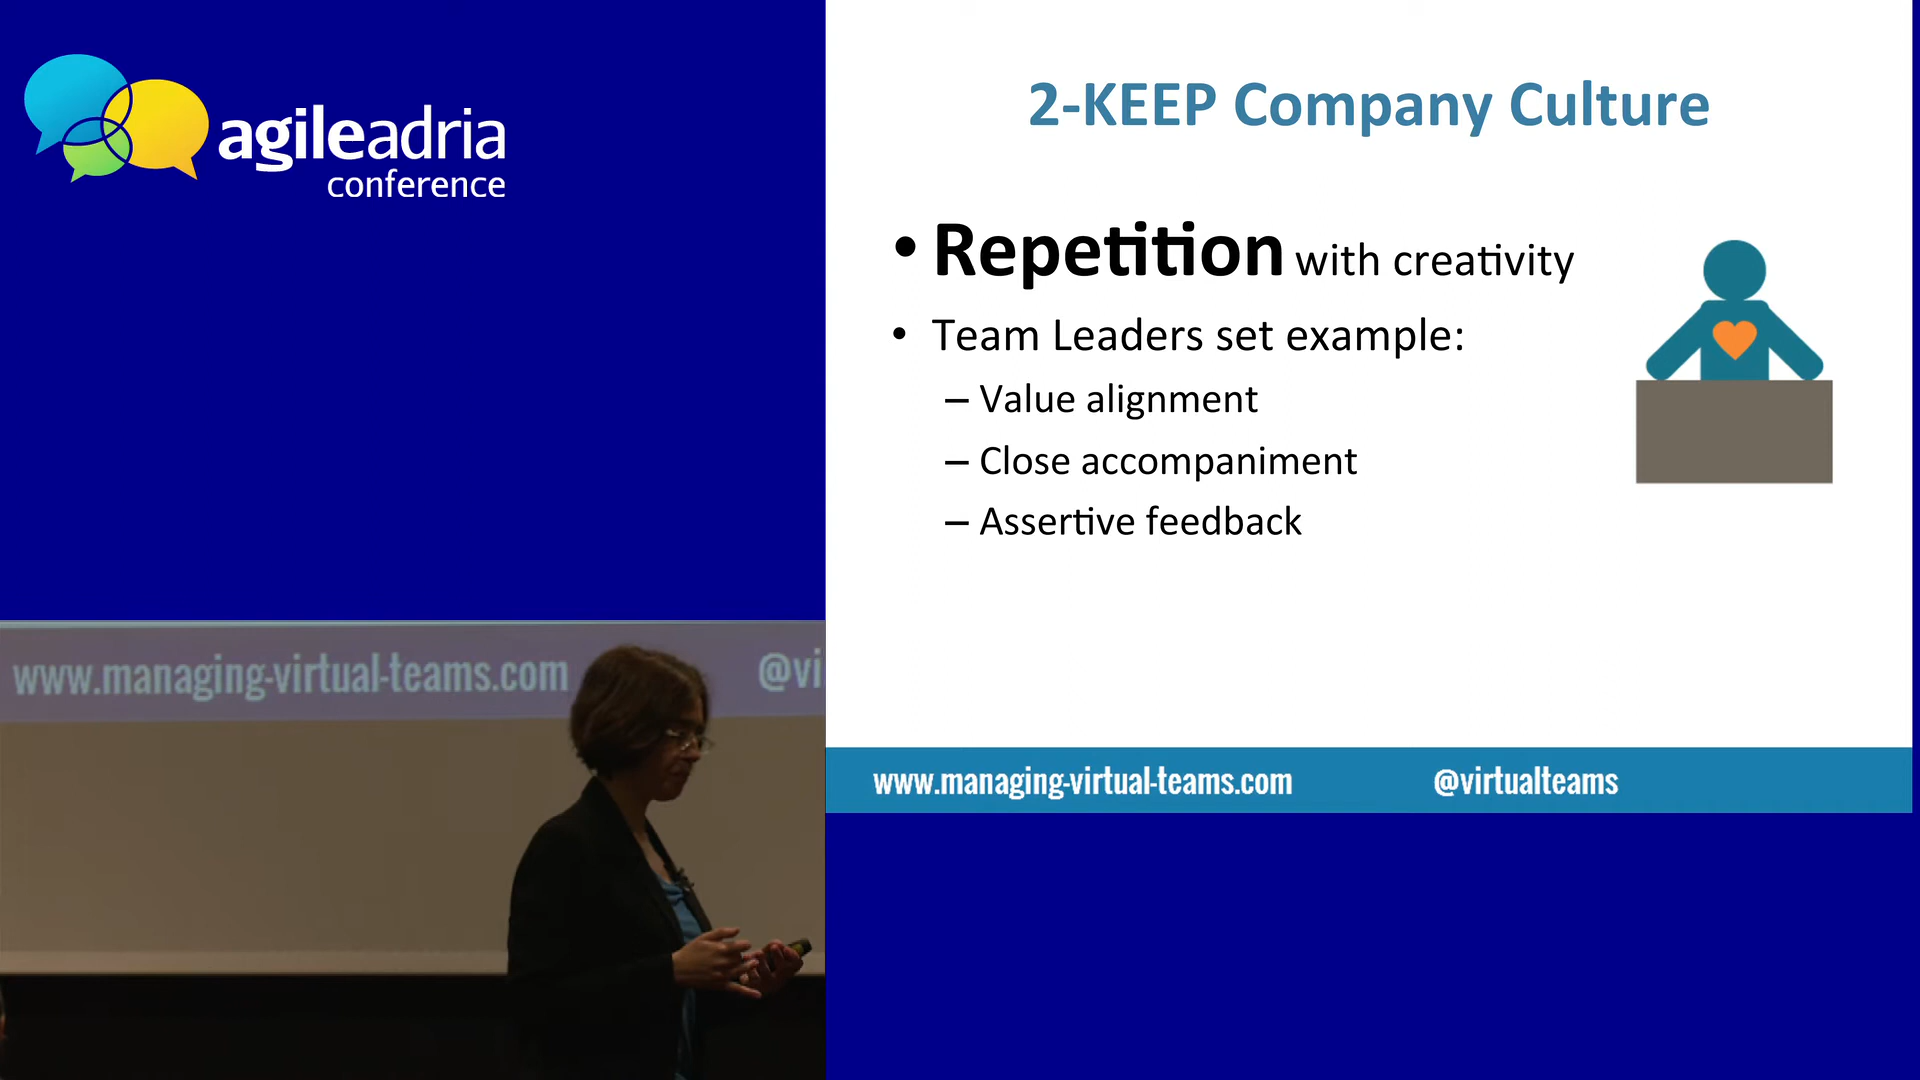 agileadria
conference
2-KEEP Company Culture
• Repetition with creativity
• Team Leaders set example:
– Value alignment
– Close accompaniment
– Assertive feedback
www.managing-virtual-teams.com @virtualteams
www.managing-virtual-teams.com @vi